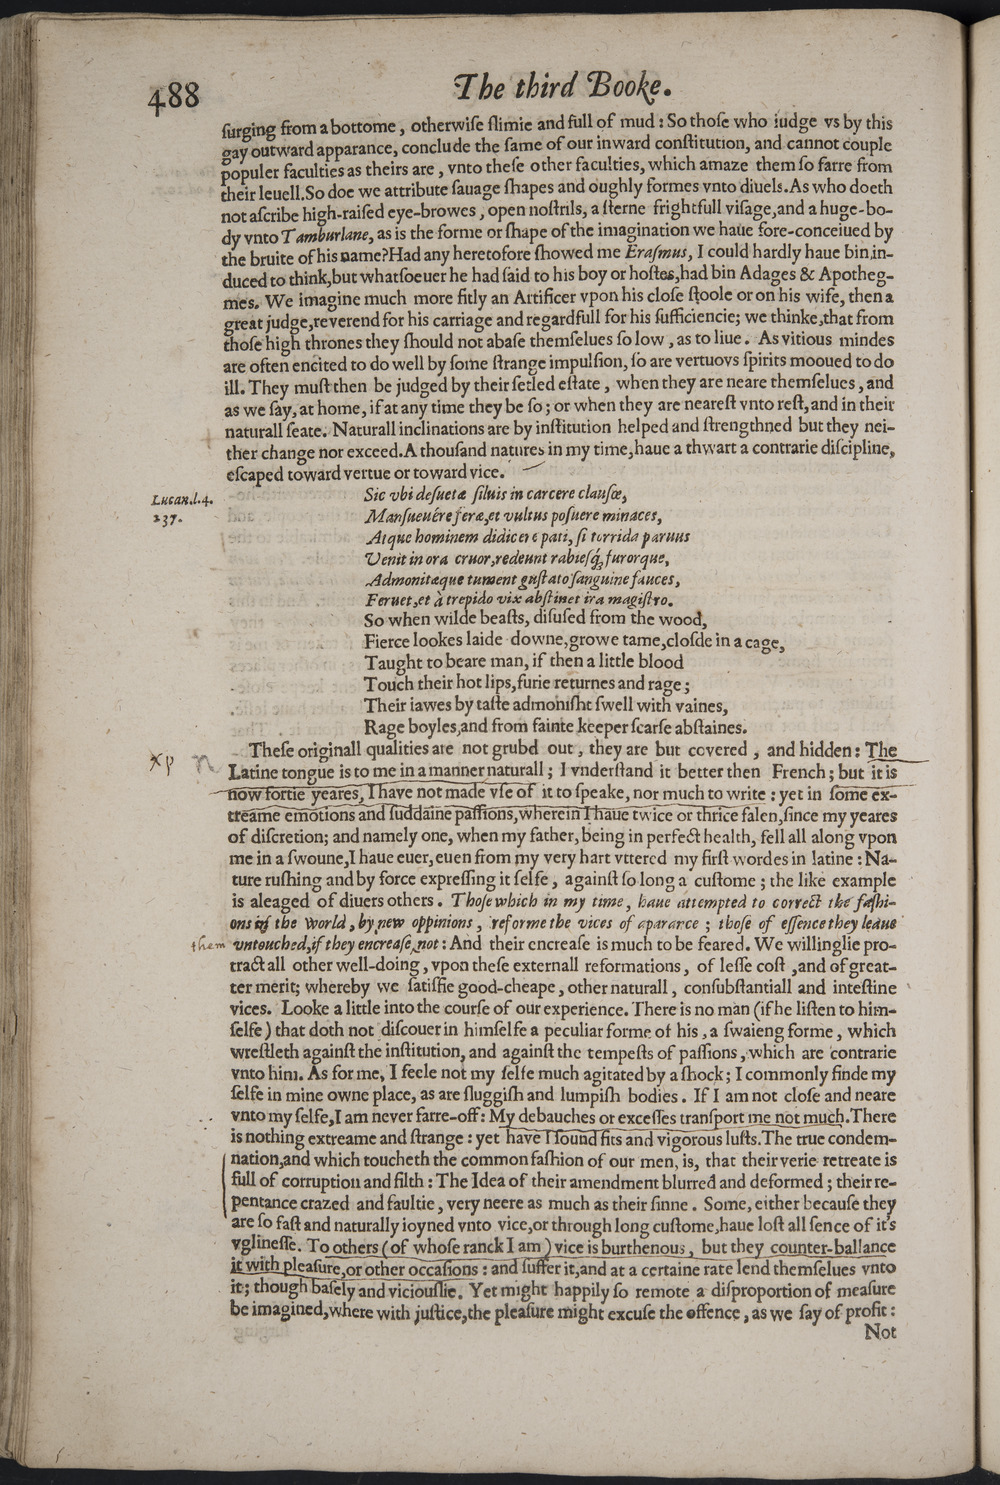 488
The third Booke.
ſurging from a bottome, otherwiſe ſlimie and full of mud: So thoſe who iudge vs by this
gay outward apparance, conclude the ſame of our inward conſtitution, and cannot couple
populer faculties as theirs are, vnto theſe other faculties, which amaze them ſo farre from
their leuell. So doe we attribute ſauage ſhapes and oughly formes vnto diuels. As who doeth
not aſcribe high-raiſed eye-browes, open noſtrils, a ſterne frightfull viſage, and a huge-bo-
dy vnto Tamburlane, as is the forme or ſhape of the imagination we haue fore-conceiued by
the bruite of his name? Had any heretofore ſhowed me Eraſmus, I could hardly haue bin in-
duced to think, but whatſoeuer he had ſaid to his boy or hoſtes, had bin Adages & Apotheg-
mes. We imagine much more fitly an Artificer vpon his cloſe ſtoole or on his wife, then a
great judge, reverend for his carriage and regardfull for his ſufficiencie; we thinke, that from
thoſe high thrones they ſhould not abaſe themſelues ſo low, as to liue. As vitious mindes
are often encited to do well by ſome ſtrange impulſion, ſo are vertuovs ſpirits mooued to do
ill. They muſt then be judged by their ſetled eſtate, when they are neare themſelues, and
as we ſay, at home, if at any time they be ſo; or when they are neareſt vnto reſt, and in their
naturall ſeate. Naturall inclinations are by inſtitution helped and ſtrengthned but they nei-
ther change nor exceed. A thouſand natures in my time, haue a thwart a contrarie diſcipline,
eſcaped toward vertue or toward vice.
Lucan. l. 4.
237.
Sic vbi deſuetæ ſiluis in carcere clauſæ,
Manſueuére feræ, et vultus poſuere minaces,
Atque hominem didicere pati, ſi torrida paruus
Venit in ora cruor, redeunt rabieſq́, furorque,
Admonitæque tument guſtato ſanguine fauces,
Feruet, et à trepido vix abſtinet ira magiſtro.
So when wilde beaſts, diſuſed from the wood,
Fierce lookes laide downe, growe tame, cloſde in a cage,
Taught to beare man, if then a little blood
Touch their hot lips, furie returnes and rage;
Their iawes by taſte admoniſht ſwell with vaines,
Rage boyles, and from fainte keeper ſcarſe abſtaines.
Theſe originall qualities are not grubd out, they are but covered, and hidden: The
Latine tongue is to me in a manner naturall; I vnderſtand it better then French; but it is
now fortie yeares, I haue not made vſe of it to ſpeake, nor much to write: yet in ſome ex-
treame emotions and ſuddaine paſſions, wherein I haue twice or thrice falen, ſince my yeares
of diſcretion; and namely one, when my father, being in perfect health, fell all along vpon
me in a ſwoune, I haue euer, euen from my very hart vttered my firſt wordes in latine: Na-
ture ruſhing and by force expreſſing it ſelfe, againſt ſo long a cuſtome; the like example
is aleaged of diuers others. Thoſe which in my time, haue attempted to correct the faſhi-
ons of the world, by new oppinions, reforme the vices of apararce; thoſe of eſſence they leaue
them vntouched, if they encreaſe not: And their encreaſe is much to be feared. We willinglie pro-
tract all other well-doing, vpon theſe externall reformations, of leſſe coſt, and of great-
ter merit; whereby we ſatiſfie good-cheape, other naturall, conſubſtantiall and inteſtine
vices. Looke a little into the courſe of our experience. There is no man (if he liſten to him-
ſelfe) that doth not diſcouer in himſelfe a peculiar forme of his, a ſwaieng forme, which
wreſtleth againſt the inſtitution, and againſt the tempeſts of paſſions, which are contrarie
vnto him. As for me, I feele not my ſelfe much agitated by a ſhock; I commonly finde my
ſelfe in mine owne place, as are ſluggiſh and lumpiſh bodies. If I am not cloſe and neare
vnto my ſelfe, I am never farre-off: My debauches or exceſſes tranſport me not much. There
is nothing extreame and ſtrange: yet have I found fits and vigorous luſts. The true condem-
nation, and which toucheth the common faſhion of our men, is, that their verie retreate is
full of corruption and filth: The Idea of their amendment blurred and deformed; their re-
pentance crazed and faultie, very neere as much as their ſinne. Some, either becauſe they
are ſo faſt and naturally ioyned vnto vice, or through long cuſtome, haue loſt all ſence of it's
vglineſſe. To others (of whoſe ranck I am) vice is burthenous, but they counter-ballance
it with pleaſure, or other occaſions: and ſuffer it, and at a certaine rate lend themſelues vnto
it; though baſely and viciouſlie. Yet might happily ſo remote a diſproportion of meaſure
be imagined, where with juſtice, the pleaſure might excuſe the offence, as we ſay of profit:
Not